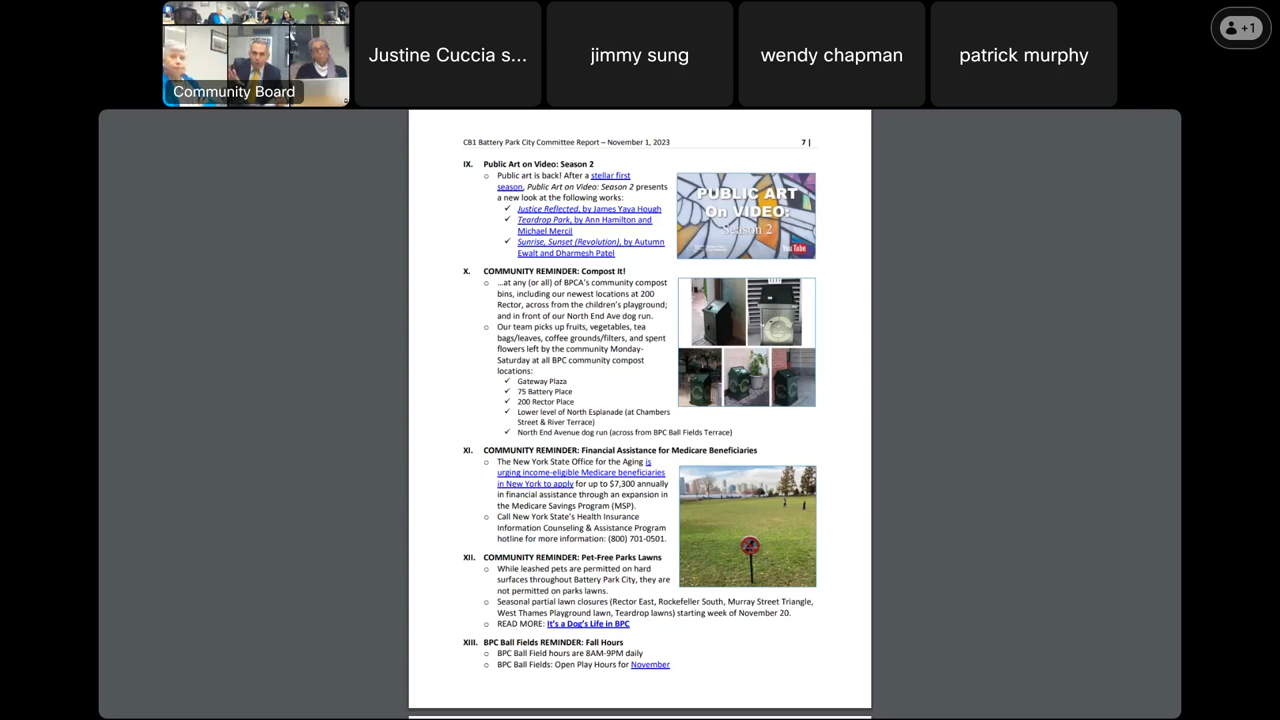 Community Board
Justine Cuccia s...
jimmy sung
wendy chapman
patrick murphy
+1
CB1 Battery Park City Committee Report – November 1, 2023 7 |
IX. Public Art on Video: Season 2
o Public art is back! After a stellar first
season, Public Art on Video: Season 2 presents
a new look at the following works:
✓ Justice Reflected, by James Yaya Hough
✓ Teardrop Park, by Ann Hamilton and
Michael Mercil
✓ Sunrise, Sunset (Revolution), by Autumn
Ewalt and Dharmesh Patel
PUBLIC ART
On VIDEO:
Season 2
YouTube
X. COMMUNITY REMINDER: Compost It!
o …at any (or all) of BPCA's community compost
bins, including our newest locations at 200
Rector, across from the children's playground;
and in front of our North End Ave dog run.
o Our team picks up fruits, vegetables, tea
bags/leaves, coffee grounds/filters, and spent
flowers left by the community Monday-
Saturday at all BPC community compost
locations:
✓ Gateway Plaza
✓ 75 Battery Place
✓ 200 Rector Place
✓ Lower level of North Esplanade (at Chambers
Street & River Terrace)
✓ North End Avenue dog run (across from BPC Ball Fields Terrace)
XI. COMMUNITY REMINDER: Financial Assistance for Medicare Beneficiaries
o The New York State Office for the Aging is
urging income-eligible Medicare beneficiaries
in New York to apply for up to $7,300 annually
in financial assistance through an expansion in
the Medicare Savings Program (MSP).
o Call New York State's Health Insurance
Information Counseling & Assistance Program
hotline for more information: (800) 701-0501.
XII. COMMUNITY REMINDER: Pet-Free Parks Lawns
o While leashed pets are permitted on hard
surfaces throughout Battery Park City, they are
not permitted on parks lawns.
o Seasonal partial lawn closures (Rector East, Rockefeller South, Murray Street Triangle,
West Thames Playground lawn, Teardrop lawns) starting week of November 20.
o READ MORE: It's a Dog's Life in BPC
XIII. BPC Ball Fields REMINDER: Fall Hours
o BPC Ball Field hours are 8AM-9PM daily
o BPC Ball Fields: Open Play Hours for November